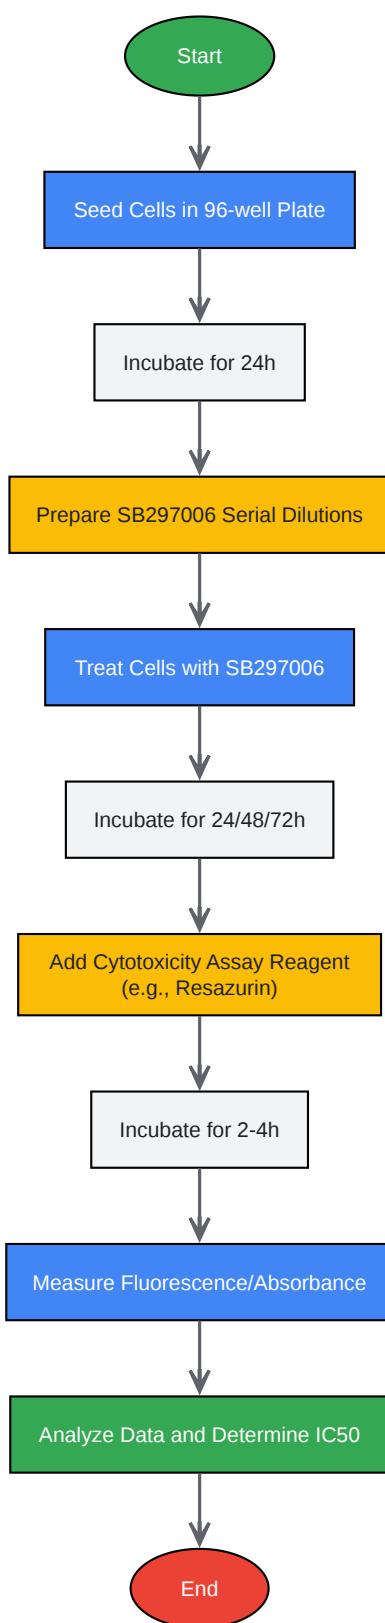 Start
Seed Cells in 96-well Plate
Incubate for 24h
Prepare SB297006 Serial Dilutions
Treat Cells with SB297006
Incubate for 24/48/72h
Add Cytotoxicity Assay Reagent
(e.g., Resazurin)
Incubate for 2-4h
Measure Fluorescence/Absorbance
Analyze Data and Determine IC50
End